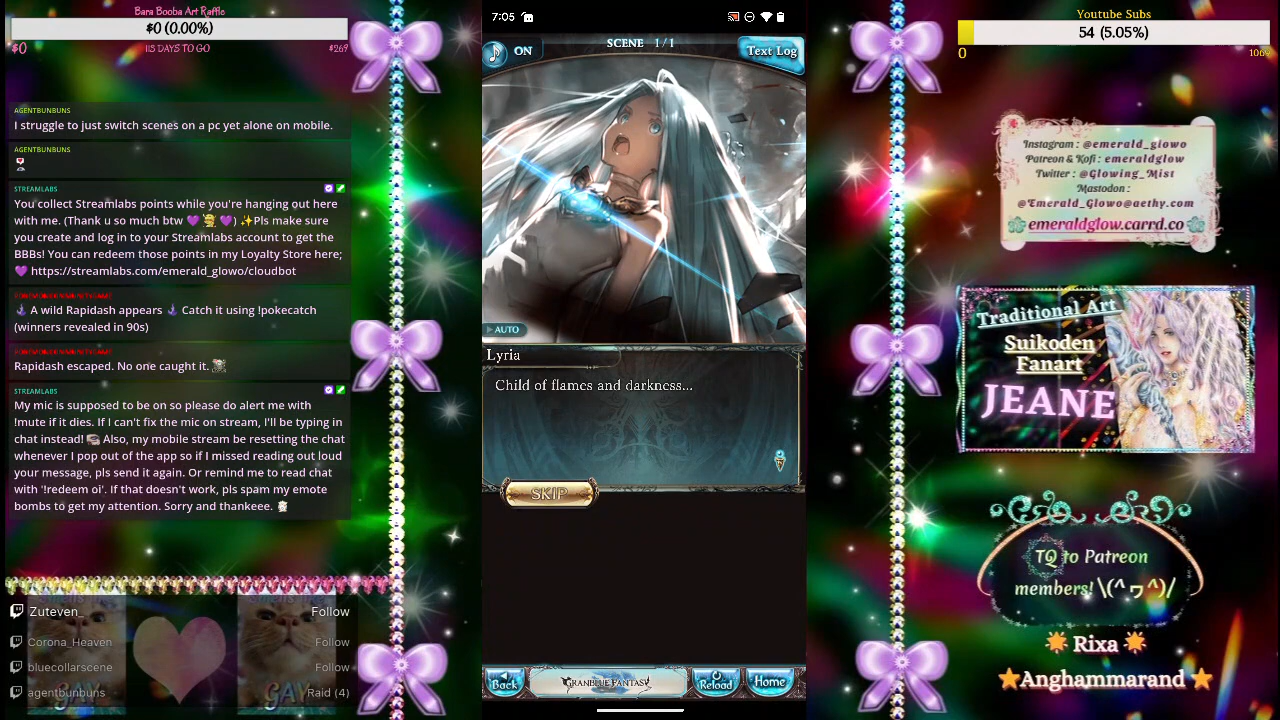 Bara Booba Art Raffle
$0 (0.00%)
$0
115 DAYS TO GO
$269
AGENTBUNBUNS
I struggle to just switch scenes on a pc yet alone on mobile.
AGENTBUNBUNS
STREAMLABS
You collect Streamlabs points while you're hanging out here
with me. (Thank u so much btw 💜 💜) ✨Pls make sure
you create and log in to your Streamlabs account to get the
BBBs! You can redeem those points in my Loyalty Store here;
💜 https://streamlabs.com/emerald_glowo/cloudbot
A wild Rapidash appears Catch it using !pokecatch
(winners revealed in 90s)
Rapidash escaped. No one caught it.
STREAMLABS
My mic is supposed to be on so please do alert me with
!mute if it dies. If I can't fix the mic on stream, I'll be typing in
chat instead! Also, my mobile stream be resetting the chat
whenever I pop out of the app so if I missed reading out loud
your message, pls send it again. Or remind me to read chat
with '!redeem oi'. If that doesn't work, pls spam my emote
bombs to get my attention. Sorry and thankeee.
Zuteven_
Follow
Corona_Heaven
Follow
bluecollarscene
Follow
agentbunbuns
Raid (4)
GAY
GAY
7:05
ON
SCENE 1/1
Text Log
AUTO
Lyria
Child of flames and darkness...
SKIP
Back
GRANBLUE FANTASY
Reload
Home
Youtube Subs
54 (5.05%)
0
1069
Instagram : @emerald_glowo
Patreon & Kofi : emeraldglow
Twitter : @Glowing_Mist
Mastodon :
@Emerald_Glowo@aethy.com
emeraldglow.carrd.co
Traditional Art
Suikoden
Fanart
JEANE
TQ to Patreon
members! \(^ヮ^)/
Rixa
Anghammarand